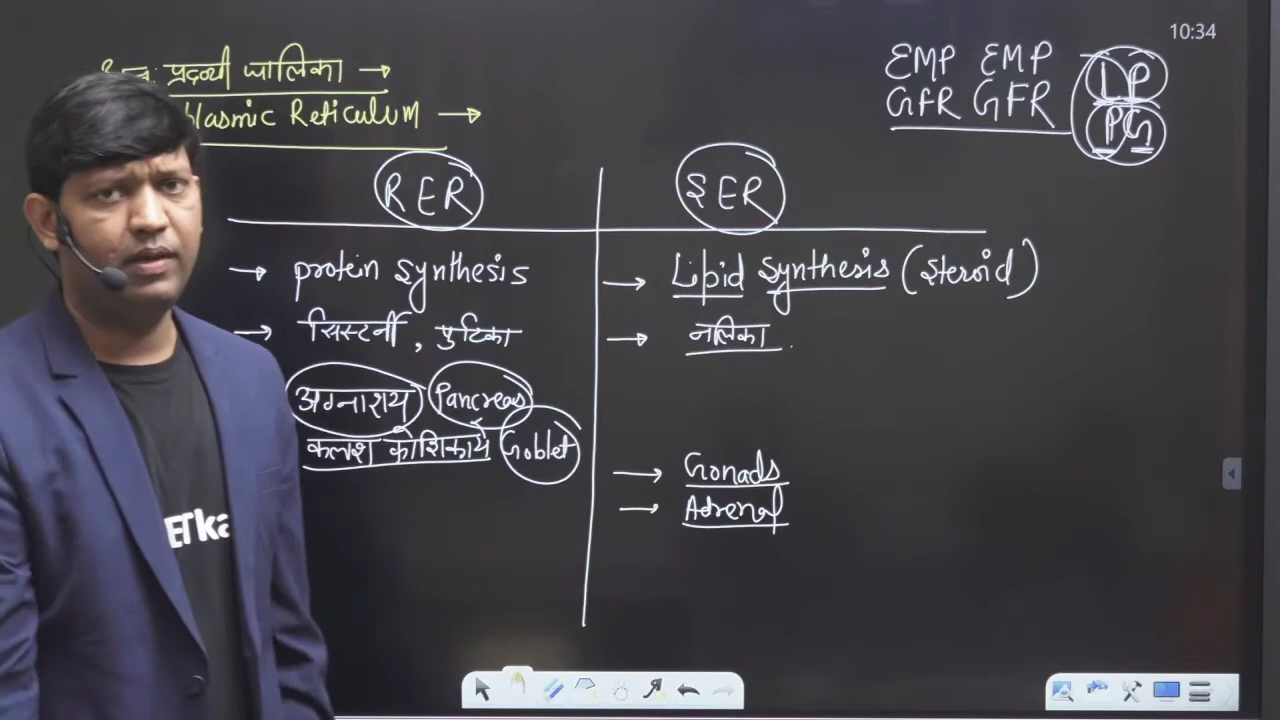 10:34
EMP EMP
GFR GFR
P
PG
प्रद्रव्यी जालिका →
lasmic Reticulum →
RER
SER
→ protein synthesis
→ सिस्टर्नी, पुटिका
अग्नाशय Pancreas
कलश कोशिकायें Goblet
→ Lipid synthesis (steroid)
→ नलिका
→ Gonads
→ Adrenal
ETka